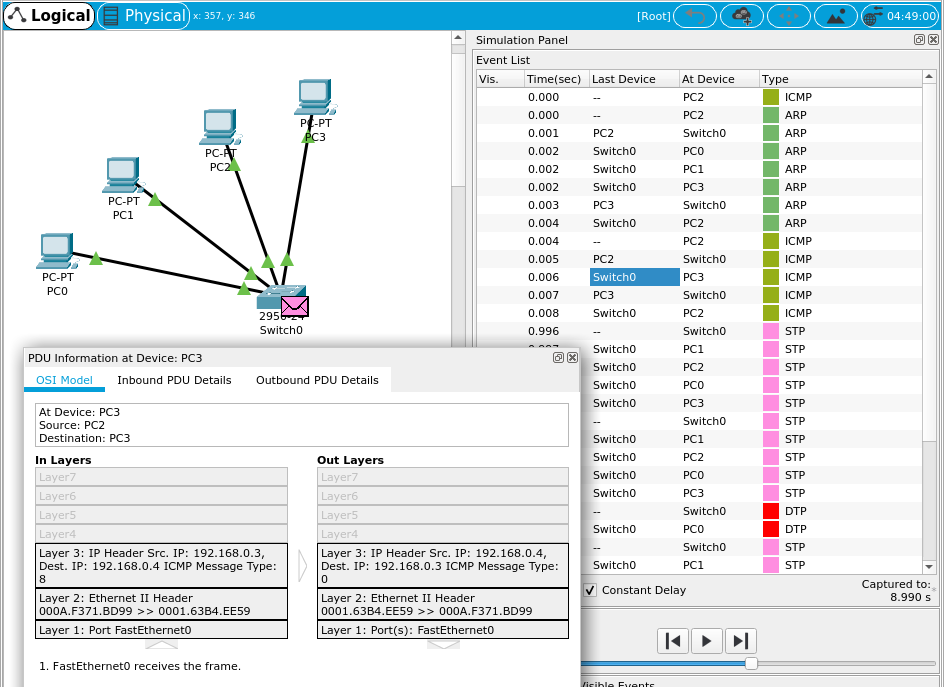 Logical
Physical
x: 357, y: 346
[Root]
04:49:00
PC-PT
PC3
PC-PT
PC2
PC-PT
PC1
PC-PT
PC0
2950-24
Switch0
Simulation Panel
Event List
Vis. Time(sec) Last Device At Device Type
0.000 -- PC2 ICMP
0.000 -- PC2 ARP
0.001 PC2 Switch0 ARP
0.002 Switch0 PC0 ARP
0.002 Switch0 PC1 ARP
0.002 Switch0 PC3 ARP
0.003 PC3 Switch0 ARP
0.004 Switch0 PC2 ARP
0.004 -- PC2 ICMP
0.005 PC2 Switch0 ICMP
0.006 Switch0 PC3 ICMP
0.007 PC3 Switch0 ICMP
0.008 Switch0 PC2 ICMP
0.996 -- Switch0 STP
0.997 Switch0 PC1 STP
Switch0 PC2 STP
Switch0 PC0 STP
Switch0 PC3 STP
-- Switch0 STP
Switch0 PC1 STP
Switch0 PC2 STP
Switch0 PC0 STP
Switch0 PC3 STP
-- Switch0 DTP
Switch0 PC0 DTP
-- Switch0 STP
Switch0 PC1 STP
Constant Delay
Captured to:
8.990 s
Visible Events
PDU Information at Device: PC3
OSI Model Inbound PDU Details Outbound PDU Details
At Device: PC3
Source: PC2
Destination: PC3
In Layers
Layer7
Layer6
Layer5
Layer4
Layer 3: IP Header Src. IP: 192.168.0.3,
Dest. IP: 192.168.0.4 ICMP Message Type:
8
Layer 2: Ethernet II Header
000A.F371.BD99 >> 0001.63B4.EE59
Layer 1: Port FastEthernet0
Out Layers
Layer7
Layer6
Layer5
Layer4
Layer 3: IP Header Src. IP: 192.168.0.4,
Dest. IP: 192.168.0.3 ICMP Message Type:
0
Layer 2: Ethernet II Header
0001.63B4.EE59 >> 000A.F371.BD99
Layer 1: Port(s): FastEthernet0
1. FastEthernet0 receives the frame.